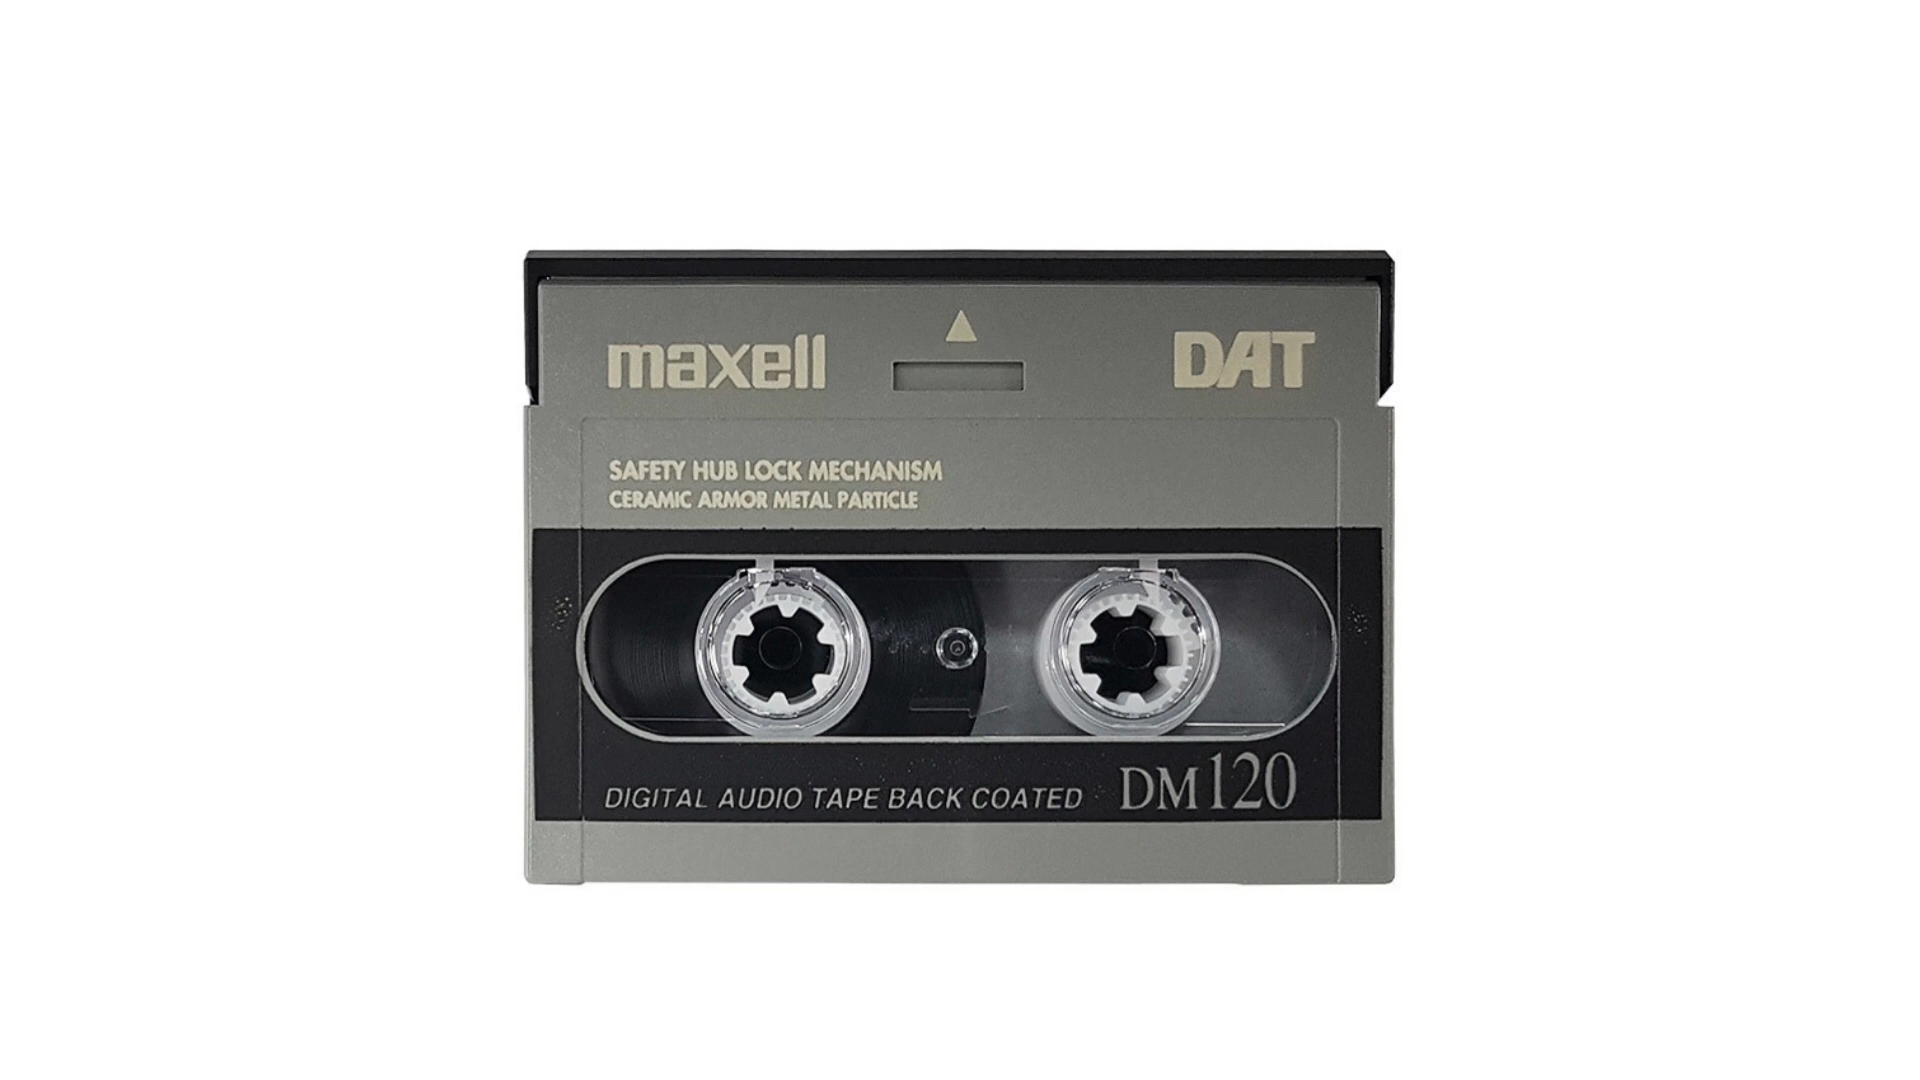 maxell
DAT
SAFETY HUB LOCK MECHANISM
CERAMIC ARMOR METAL PARTICLE
DIGITAL AUDIO TAPE BACK COATED
DM120